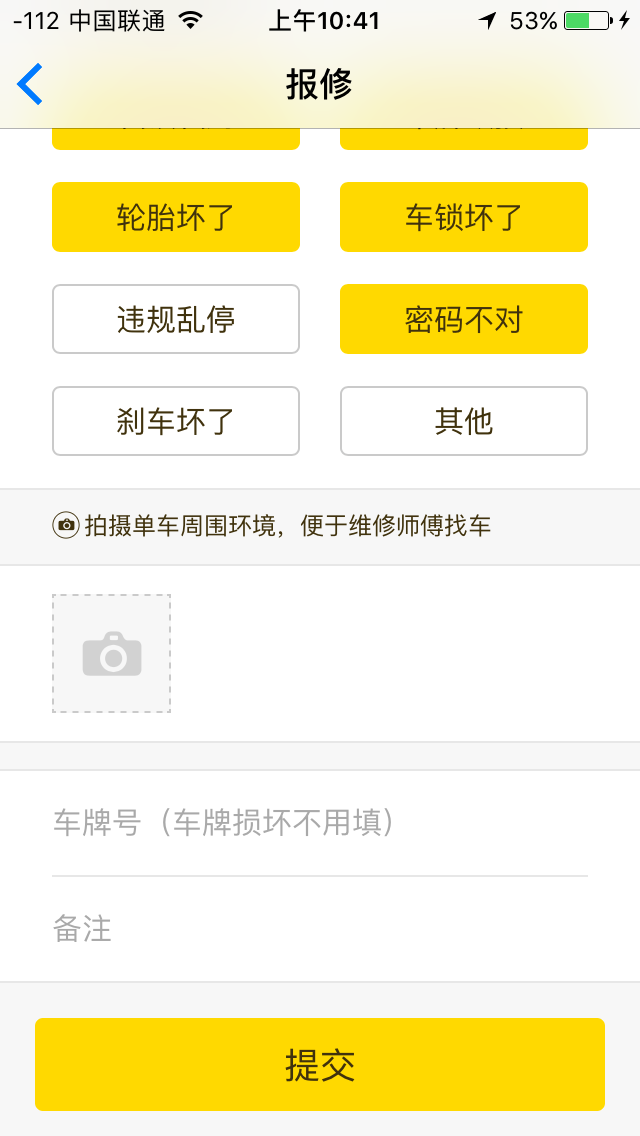 -112 中国联通 上午10:41 53%
报修
轮胎坏了 车锁坏了
违规乱停 密码不对
刹车坏了 其他
拍摄单车周围环境，便于维修师傅找车
车牌号（车牌损坏不用填）
备注
提交